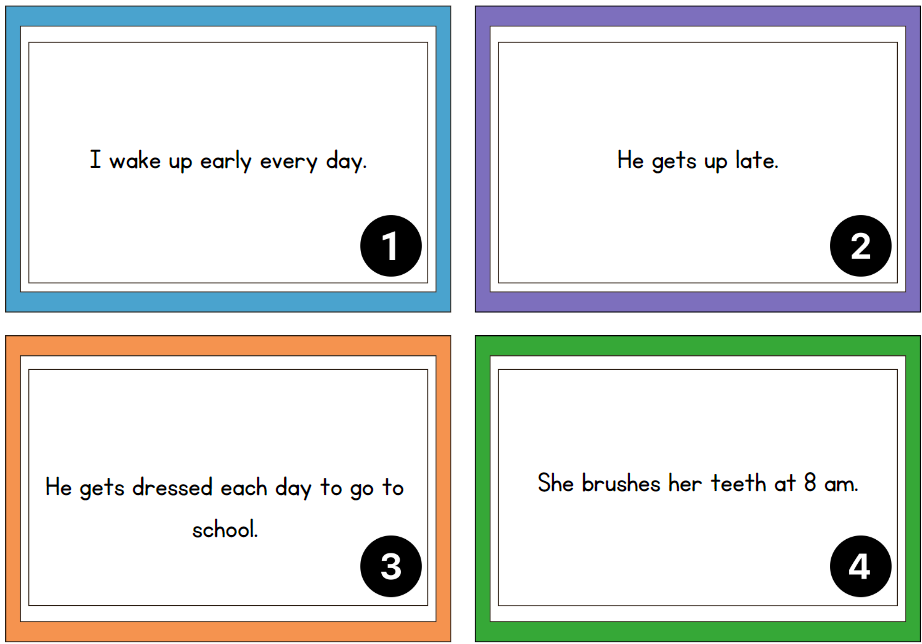 I wake up early every day.
1
He gets up late.
2
He gets dressed each day to go to
school.
3
She brushes her teeth at 8 am.
4